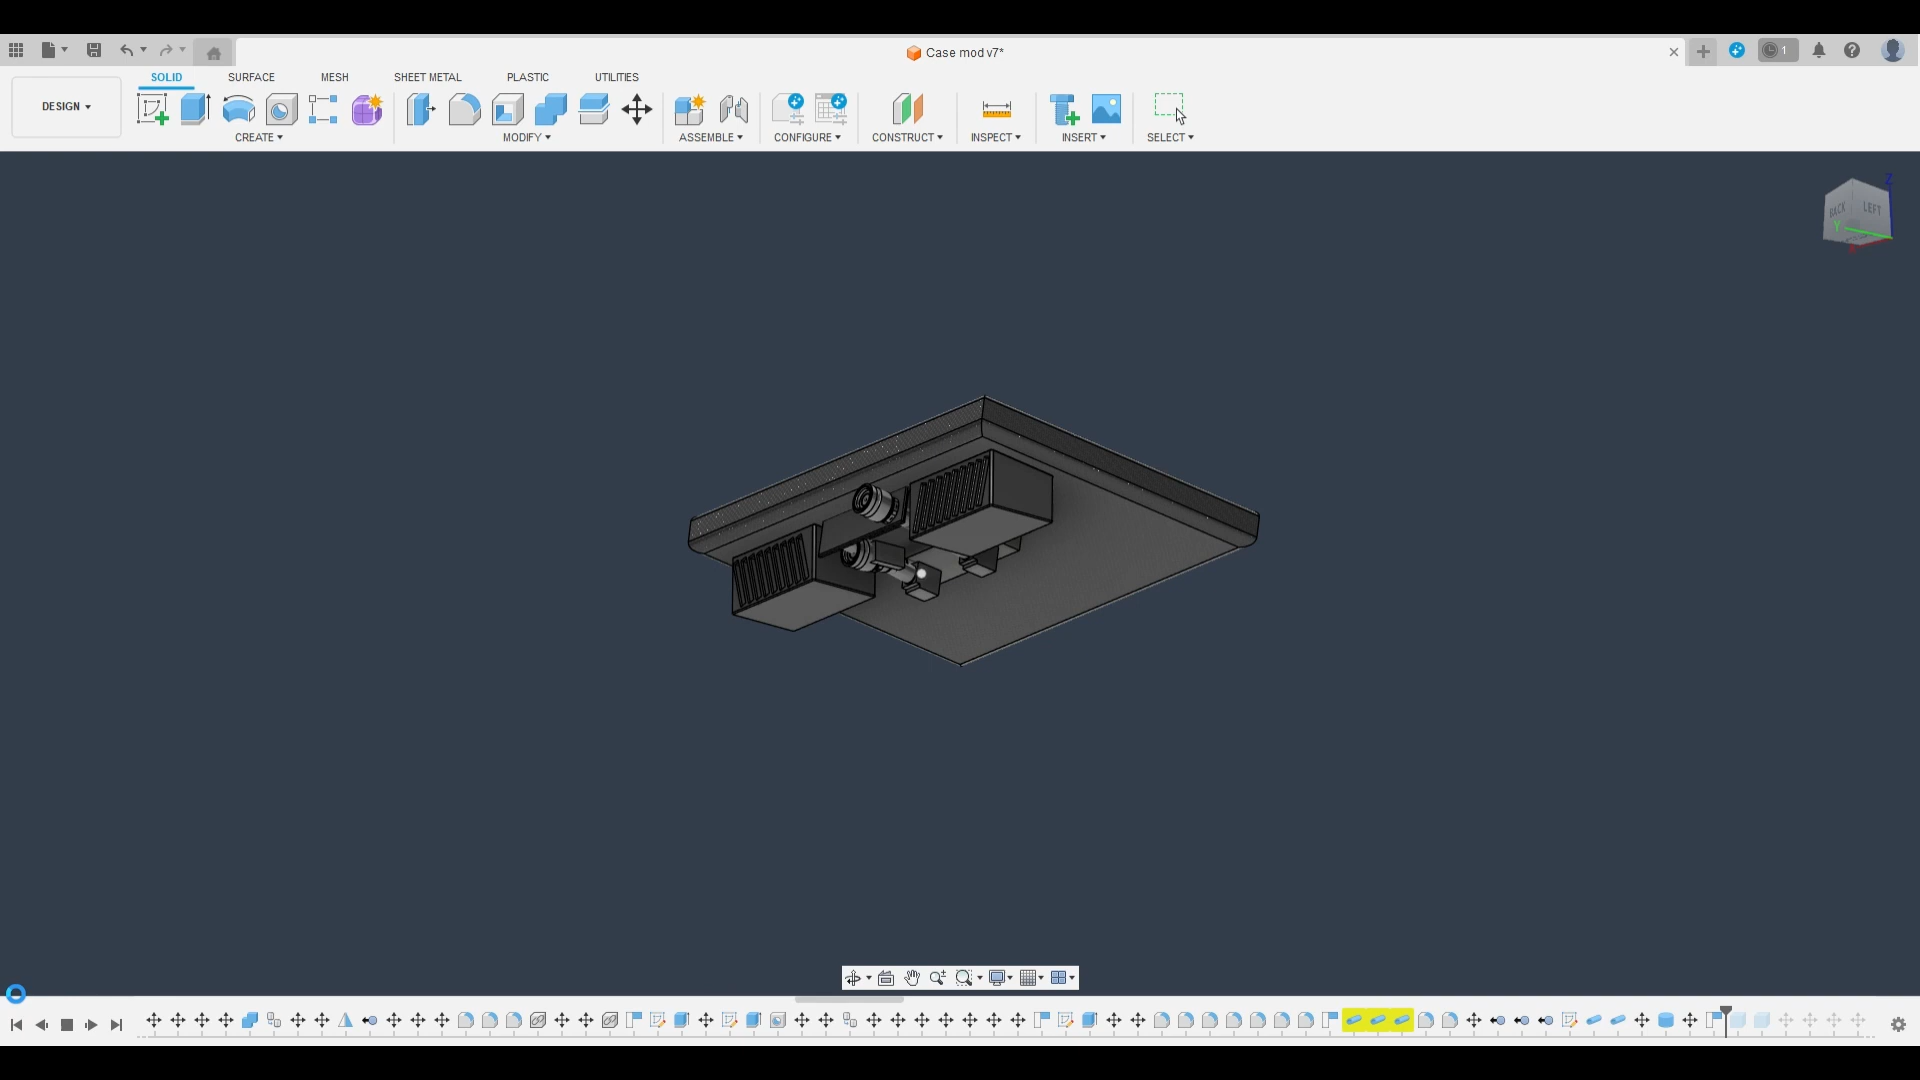 Case mod v7*
1
SOLID SURFACE MESH SHEET METAL PLASTIC UTILITIES
DESIGN
CREATE MODIFY ASSEMBLE CONFIGURE CONSTRUCT INSPECT INSERT SELECT
Z
BACK LEFT
Y